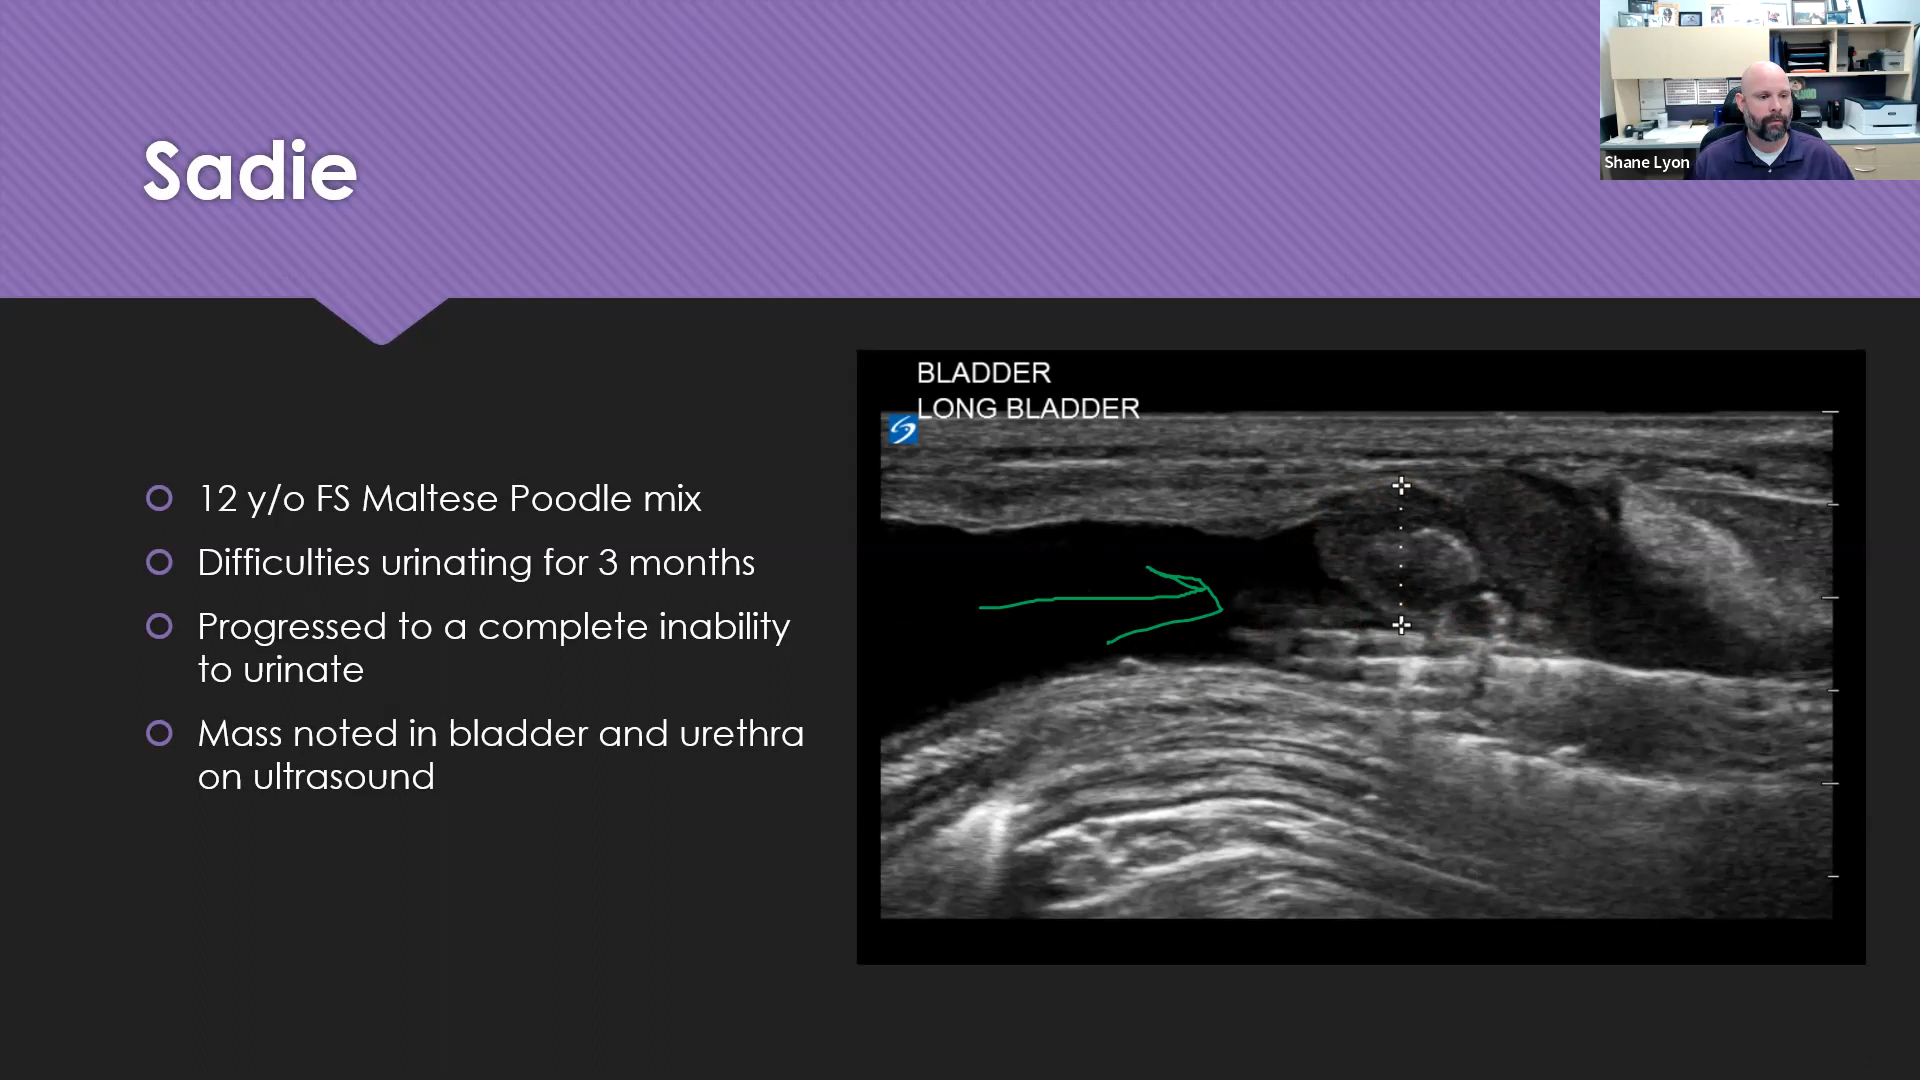 Sadie
Shane Lyon
12 y/o FS Maltese Poodle mix
Difficulties urinating for 3 months
Progressed to a complete inability
to urinate
Mass noted in bladder and urethra
on ultrasound
BLADDER
LONG BLADDER